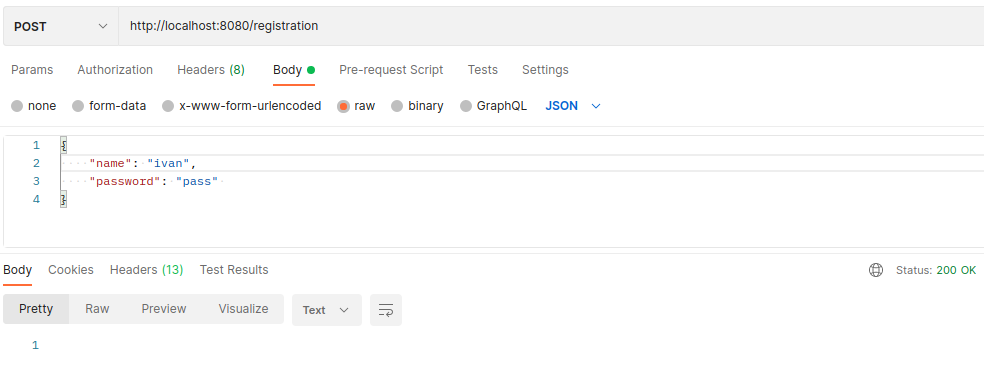 POST http://localhost:8080/registration
Params Authorization Headers (8) Body Pre-request Script Tests Settings
none form-data x-www-form-urlencoded raw binary GraphQL JSON
1 {
2 "name": "ivan",
3 "password": "pass"
4 }
Body Cookies Headers (13) Test Results Status: 200 OK
Pretty Raw Preview Visualize Text
1